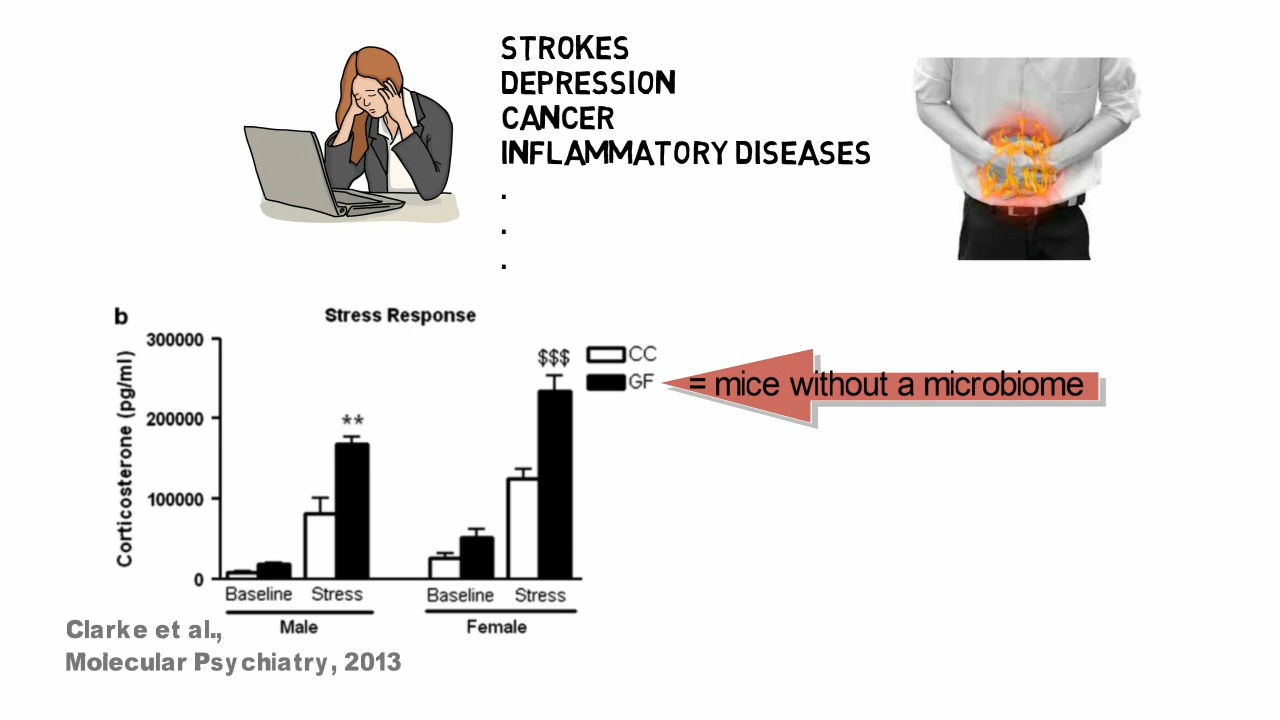 STROKES
DEPRESSION
CANCER
INFLAMMATORY DISEASES
.
.
.
b
Stress Response
Corticosterone (pg/ml)
300000
200000
100000
0
**
$$$
CC
GF
= mice without a microbiome
Baseline Stress Baseline Stress
Male Female
Clarke et al.,
Molecular Psychiatry, 2013